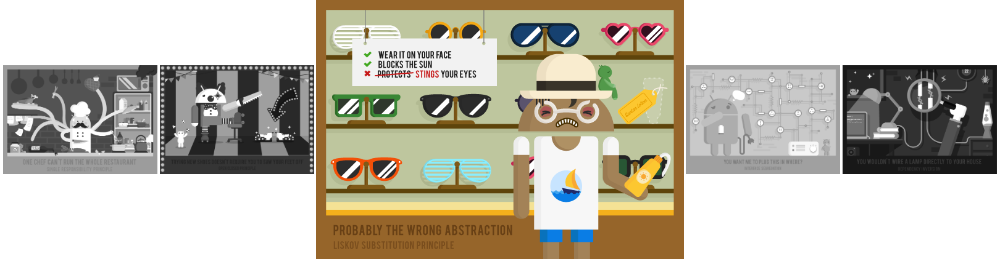 ONE CHEF CAN'T RUN THE WHOLE RESTAURANT
SINGLE RESPONSIBILITY PRINCIPLE
TRYING NEW SHOES DOESN'T REQUIRE YOU TO SAW YOUR FEET OFF
WEAR IT ON YOUR FACE
BLOCKS THE SUN
PROTECTS STINGS YOUR EYES
Suntan Lotion
PROBABLY THE WRONG ABSTRACTION
LISKOV SUBSTITUTION PRINCIPLE
YOU WANT ME TO PLUG THIS IN WHERE?
INTERFACE SEGREGATION
22
YOU WOULDN'T WIRE A LAMP DIRECTLY TO YOUR HOUSE
DEPENDENCY INVERSION